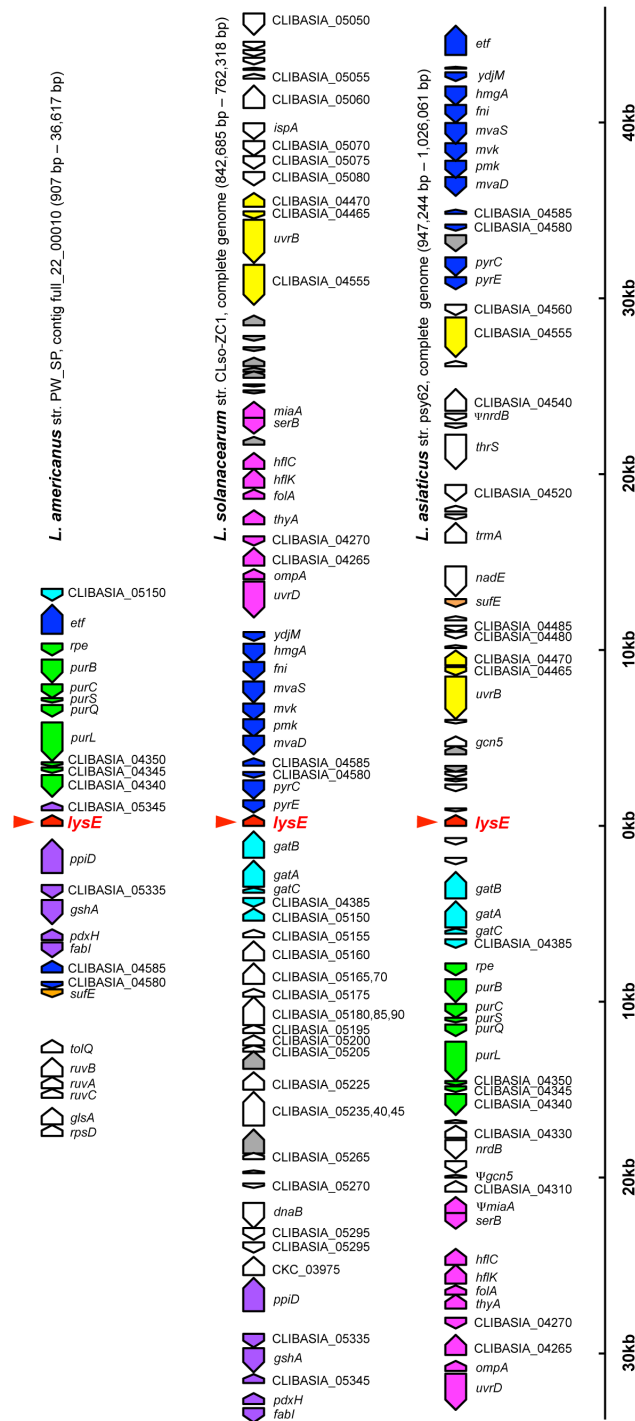 L. americanus str. PW_SP, contig full_22_00010 (907 bp – 36,617 bp)
CLIBASIA_05150
etf
rpe
purB
purC
purS
purQ
purL
CLIBASIA_04350
CLIBASIA_04345
CLIBASIA_04340
CLIBASIA_05345
lysE
ppiD
CLIBASIA_05335
gshA
pdxH
fabI
CLIBASIA_04585
CLIBASIA_04580
sufE
tolQ
ruvB
ruvA
ruvC
glsA
rpsD
L. solanacearum str. CLso-ZC1, complete genome (842,685 bp – 762,318 bp)
CLIBASIA_05050
CLIBASIA_05055
CLIBASIA_05060
ispA
CLIBASIA_05070
CLIBASIA_05075
CLIBASIA_05080
CLIBASIA_04470
CLIBASIA_04465
uvrB
CLIBASIA_04555
miaA
serB
hflC
hflK
folA
thyA
CLIBASIA_04270
CLIBASIA_04265
ompA
uvrD
ydjM
hmgA
fni
mvaS
mvk
pmk
mvaD
CLIBASIA_04585
CLIBASIA_04580
pyrC
pyrE
lysE
gatB
gatA
gatC
CLIBASIA_04385
CLIBASIA_05150
CLIBASIA_05155
CLIBASIA_05160
CLIBASIA_05165,70
CLIBASIA_05175
CLIBASIA_05180,85,90
CLIBASIA_05195
CLIBASIA_05200
CLIBASIA_05205
CLIBASIA_05225
CLIBASIA_05235,40,45
CLIBASIA_05265
CLIBASIA_05270
dnaB
CLIBASIA_05295
CLIBASIA_05295
CKC_03975
ppiD
CLIBASIA_05335
gshA
CLIBASIA_05345
pdxH
fabI
L. asiaticus str. psy62, complete genome (947,244 bp – 1,026,061 bp)
etf
ydjM
hmgA
fni
mvaS
mvk
pmk
mvaD
CLIBASIA_04585
CLIBASIA_04580
pyrC
pyrE
CLIBASIA_04560
CLIBASIA_04555
CLIBASIA_04540
ΨnrdB
thrS
CLIBASIA_04520
trmA
nadE
sufE
CLIBASIA_04485
CLIBASIA_04480
CLIBASIA_04470
CLIBASIA_04465
uvrB
gcn5
lysE
gatB
gatA
gatC
CLIBASIA_04385
rpe
purB
purC
purS
purQ
purL
CLIBASIA_04350
CLIBASIA_04345
CLIBASIA_04340
CLIBASIA_04330
nrdB
Ψgcn5
CLIBASIA_04310
ΨmiaA
serB
hflC
hflK
folA
thyA
CLIBASIA_04270
CLIBASIA_04265
ompA
uvrD
40kb
30kb
20kb
10kb
0kb
10kb
20kb
30kb